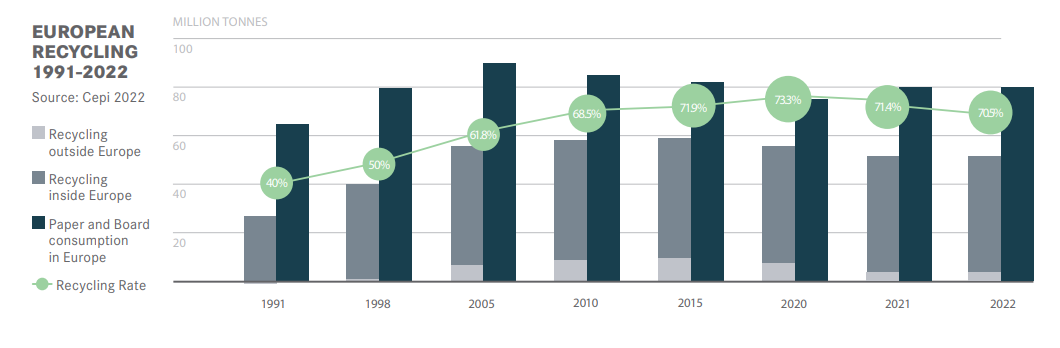 EUROPEAN
RECYCLING
1991-2022
Source: Cepi 2022
Recycling
outside Europe
Recycling
inside Europe
Paper and Board
consumption
in Europe
Recycling Rate
MILLION TONNES
100
80
60
40
20
40%
50%
61.8%
68.5%
71.9%
73.3%
71.4%
70.5%
1991
1998
2005
2010
2015
2020
2021
2022